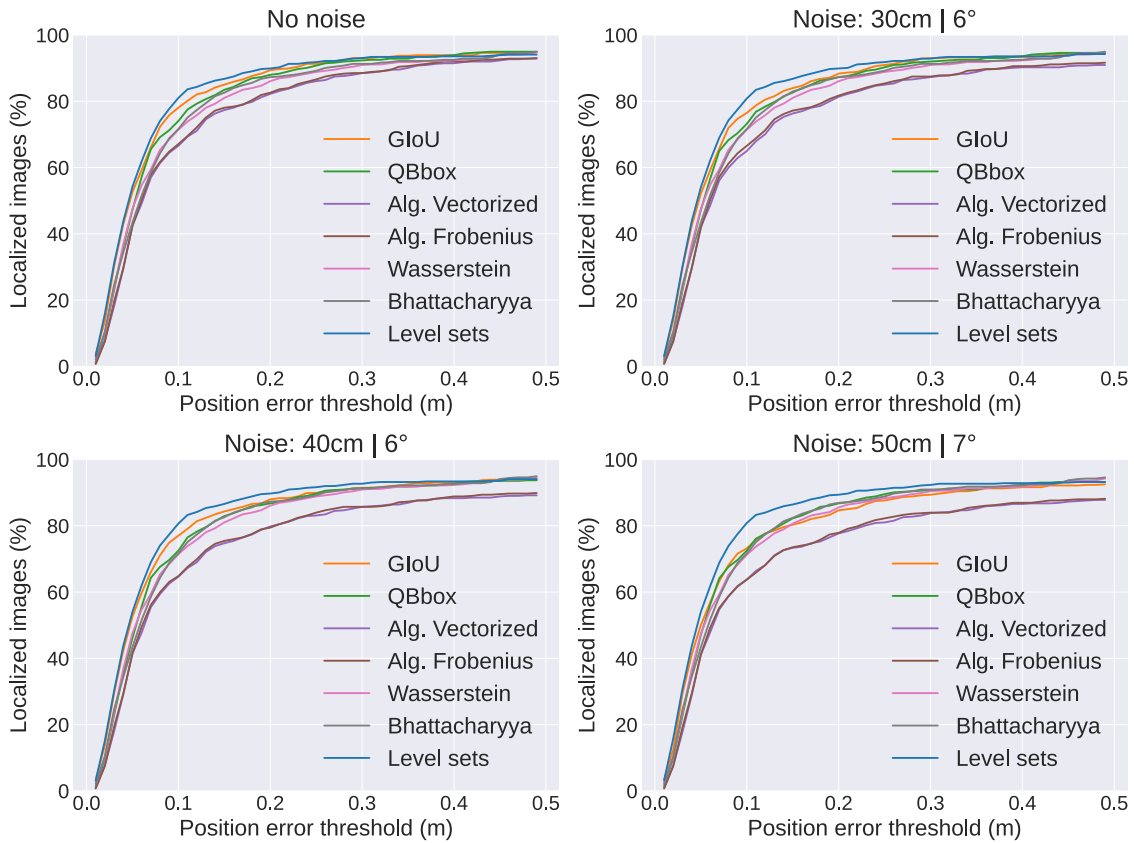 No noise
100
80
60
40
20
0
Localized images (%)
GIoU
QBbox
Alg. Vectorized
Alg. Frobenius
Wasserstein
Bhattacharyya
Level sets
0.0 0.1 0.2 0.3 0.4 0.5
Position error threshold (m)
Noise: 30cm | 6°
100
80
60
40
20
0
Localized images (%)
GIoU
QBbox
Alg. Vectorized
Alg. Frobenius
Wasserstein
Bhattacharyya
Level sets
0.0 0.1 0.2 0.3 0.4 0.5
Position error threshold (m)
Noise: 40cm | 6°
100
80
60
40
20
0
Localized images (%)
GIoU
QBbox
Alg. Vectorized
Alg. Frobenius
Wasserstein
Bhattacharyya
Level sets
0.0 0.1 0.2 0.3 0.4 0.5
Position error threshold (m)
Noise: 50cm | 7°
100
80
60
40
20
0
Localized images (%)
GIoU
QBbox
Alg. Vectorized
Alg. Frobenius
Wasserstein
Bhattacharyya
Level sets
0.0 0.1 0.2 0.3 0.4 0.5
Position error threshold (m)